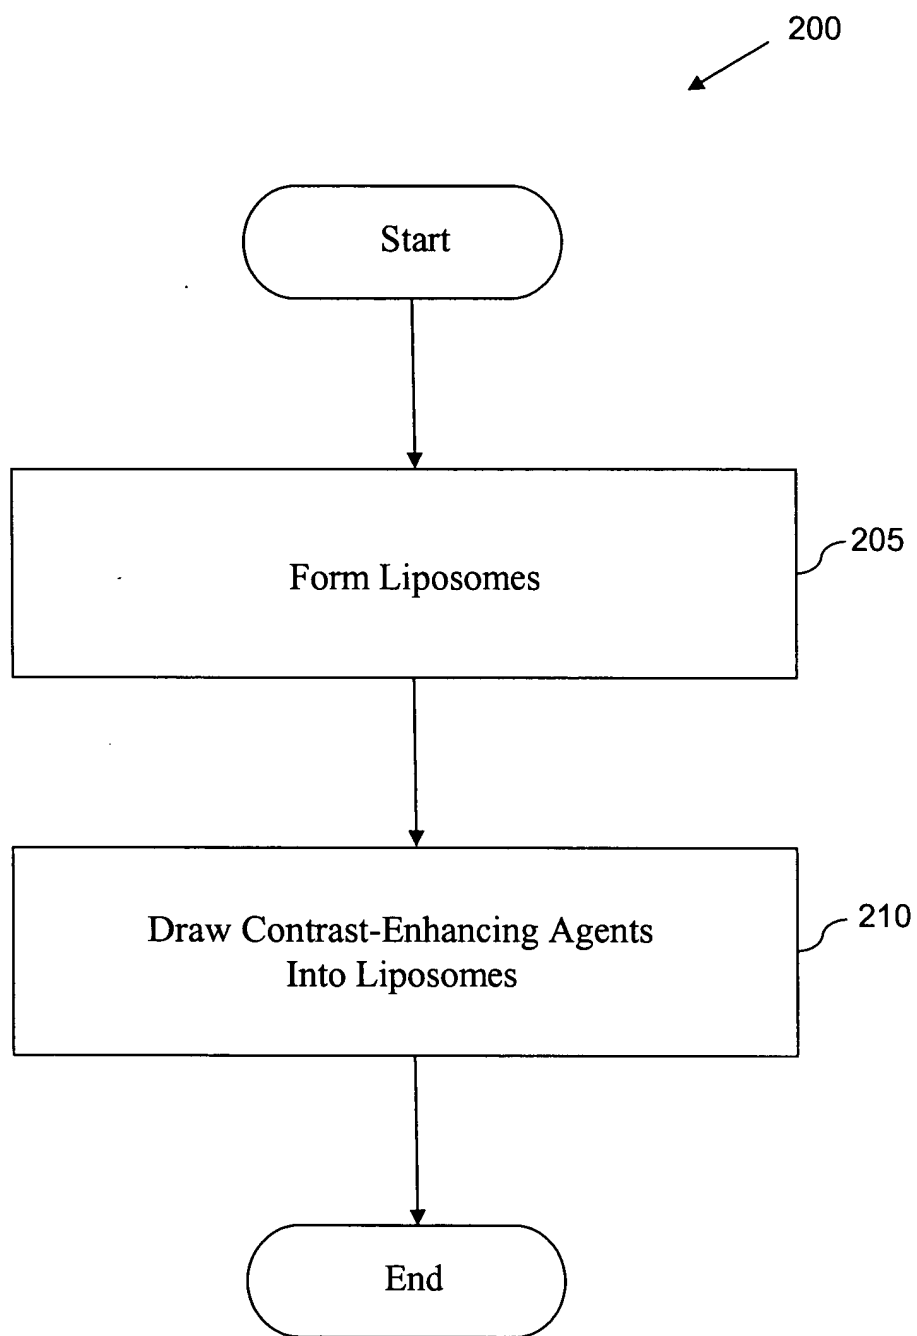 200
Start
Form Liposomes
205
Draw Contrast-Enhancing Agents
Into Liposomes
210
End